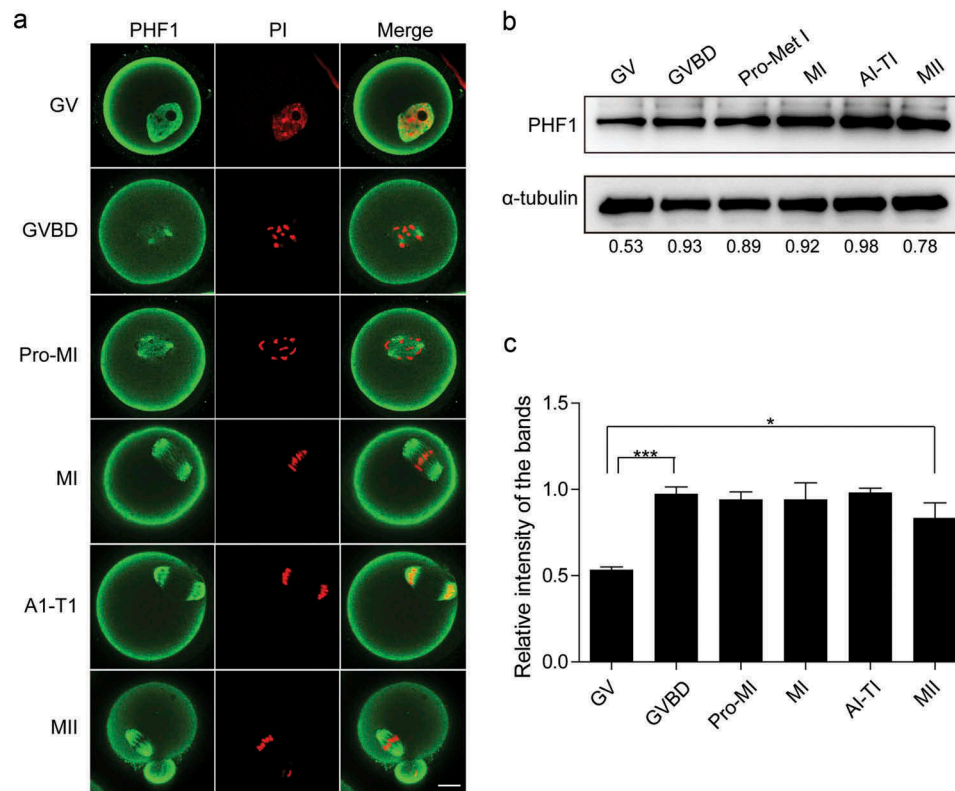 a
PHF1 PI Merge
GV
GVBD
Pro-MI
MI
A1-T1
MII
b
GV GVBD Pro-Met I MI AI-TI MII
PHF1
α-tubulin
0.53 0.93 0.89 0.92 0.98 0.78
c
Relative intensity of the bands
1.5
1.0
0.5
0.0
*
***
GV GVBD Pro-MI MI AI-TI MII